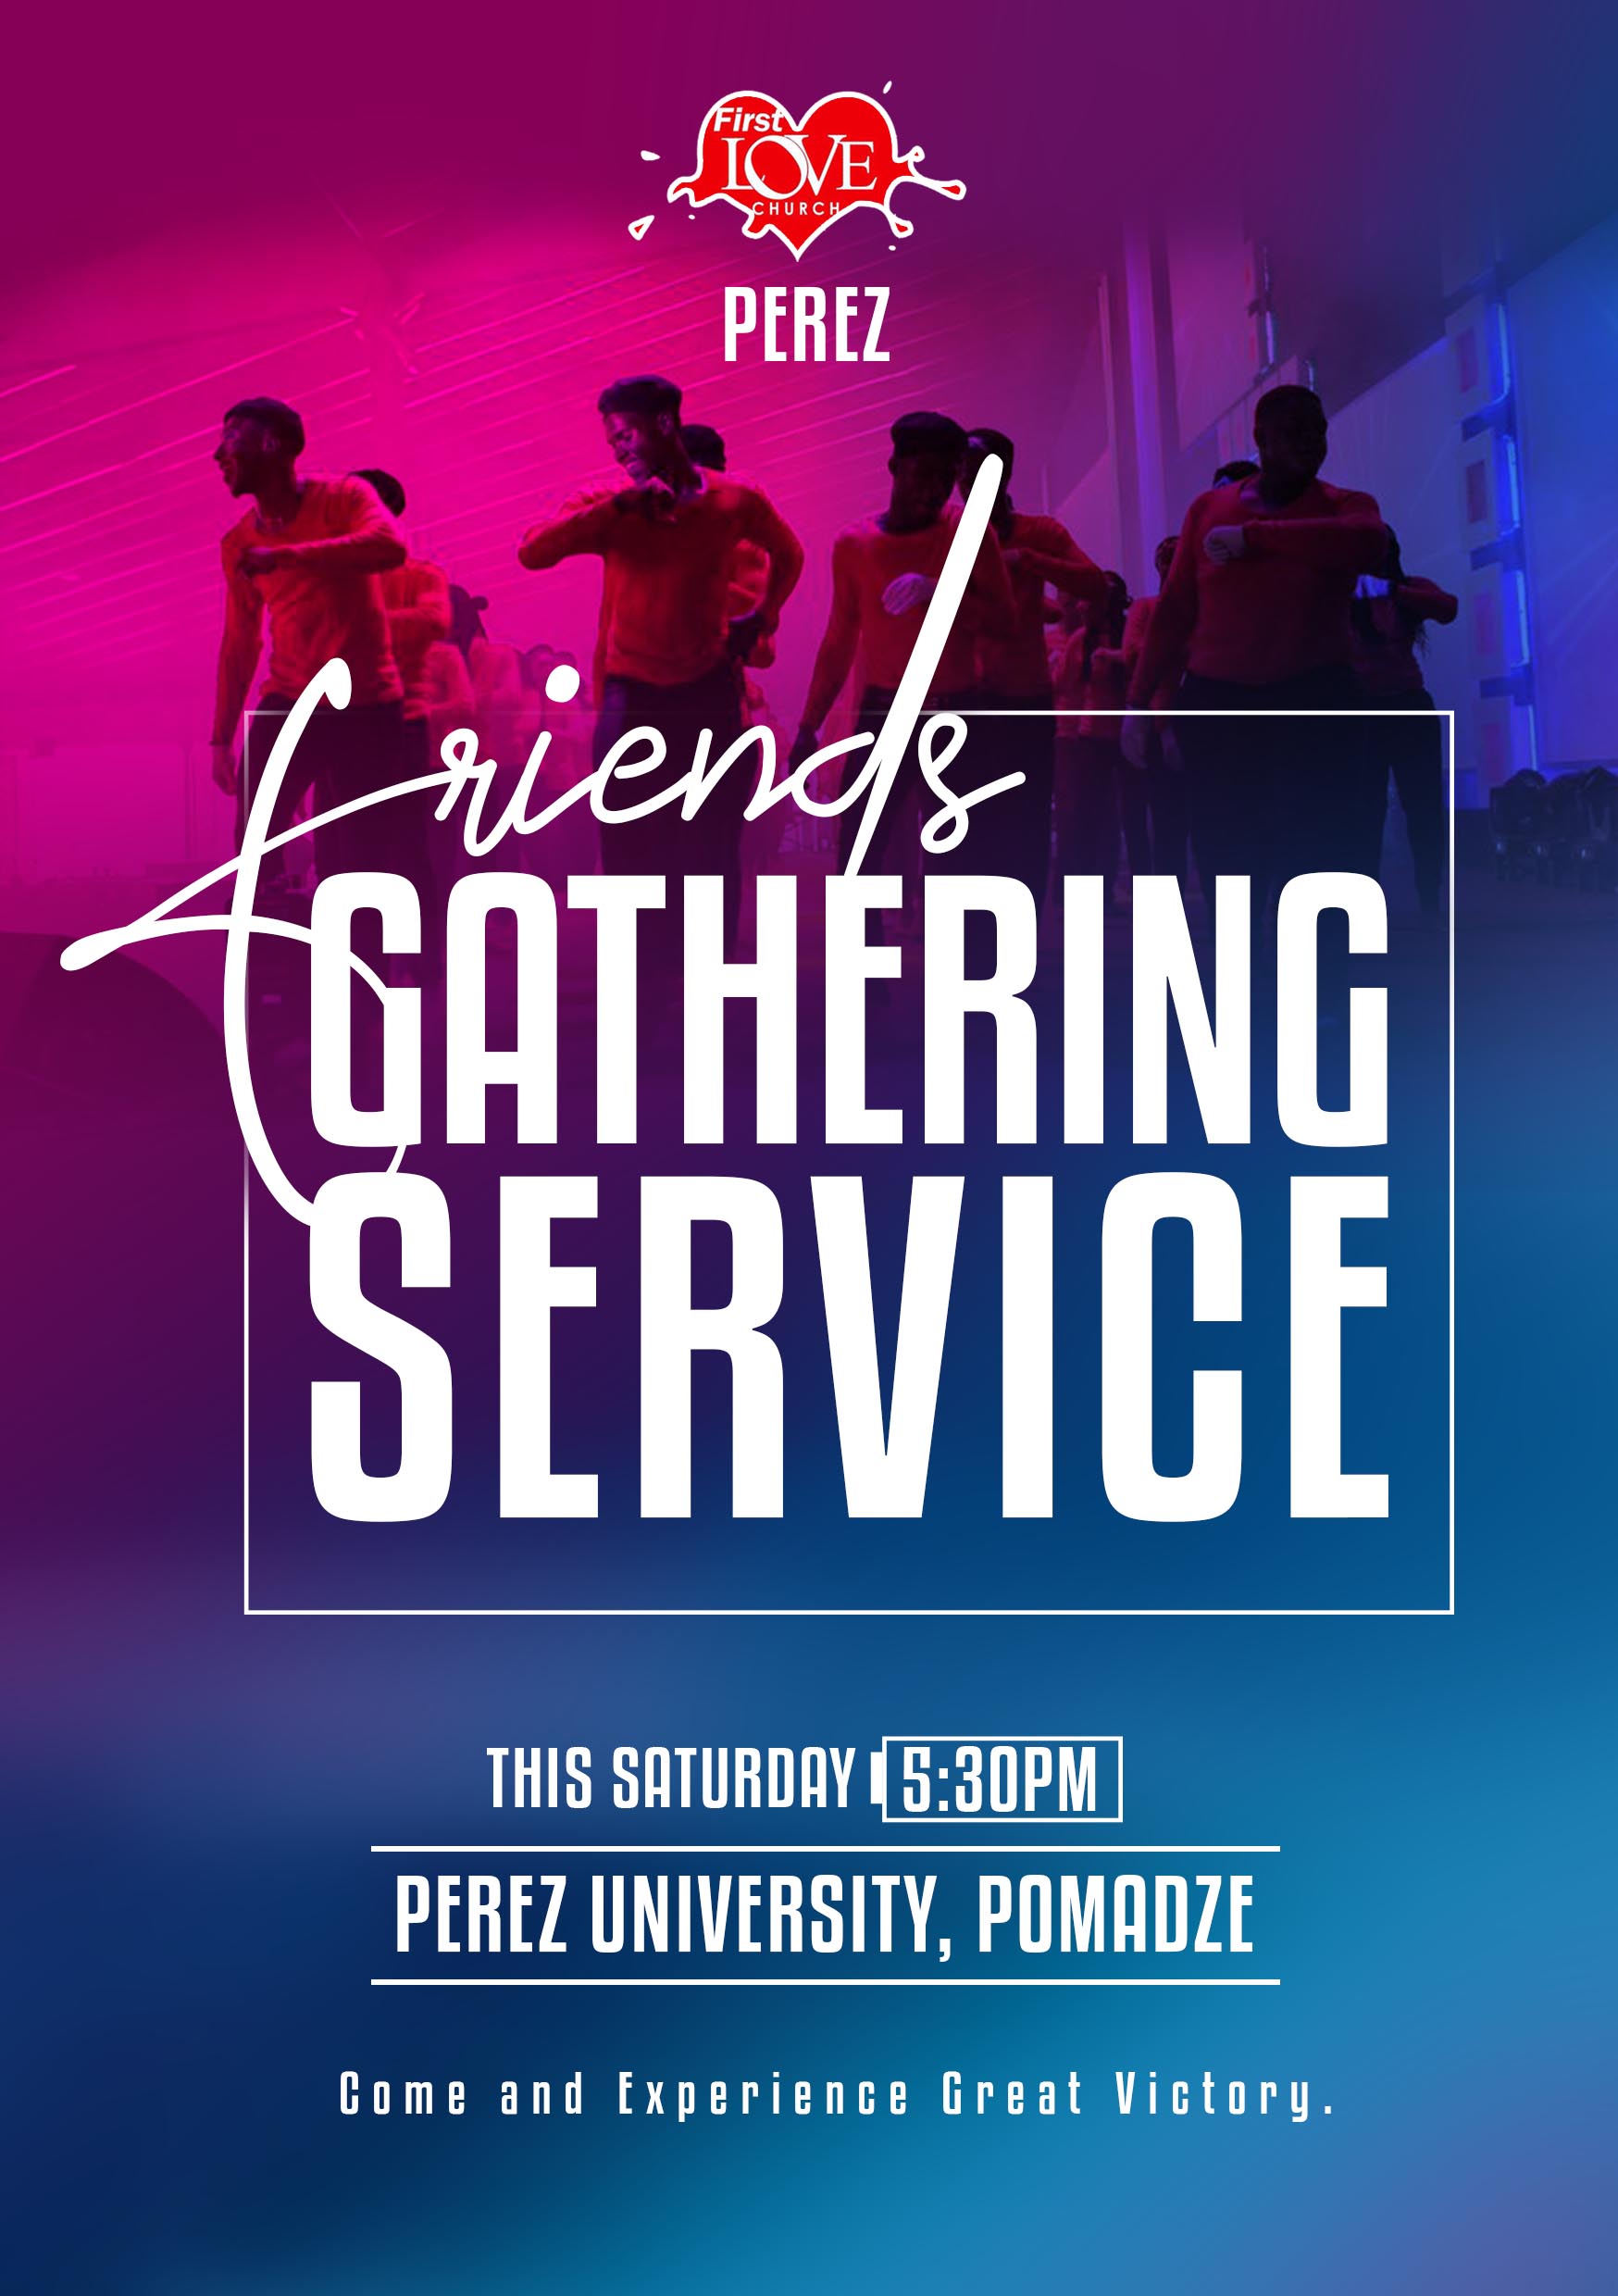 First
LOVE
CHURCH
PEREZ
friends
GATHERING
SERVICE
THIS SATURDAY 5:30PM
PEREZ UNIVERSITY, POMADZE
Come and Experience Great Victory.